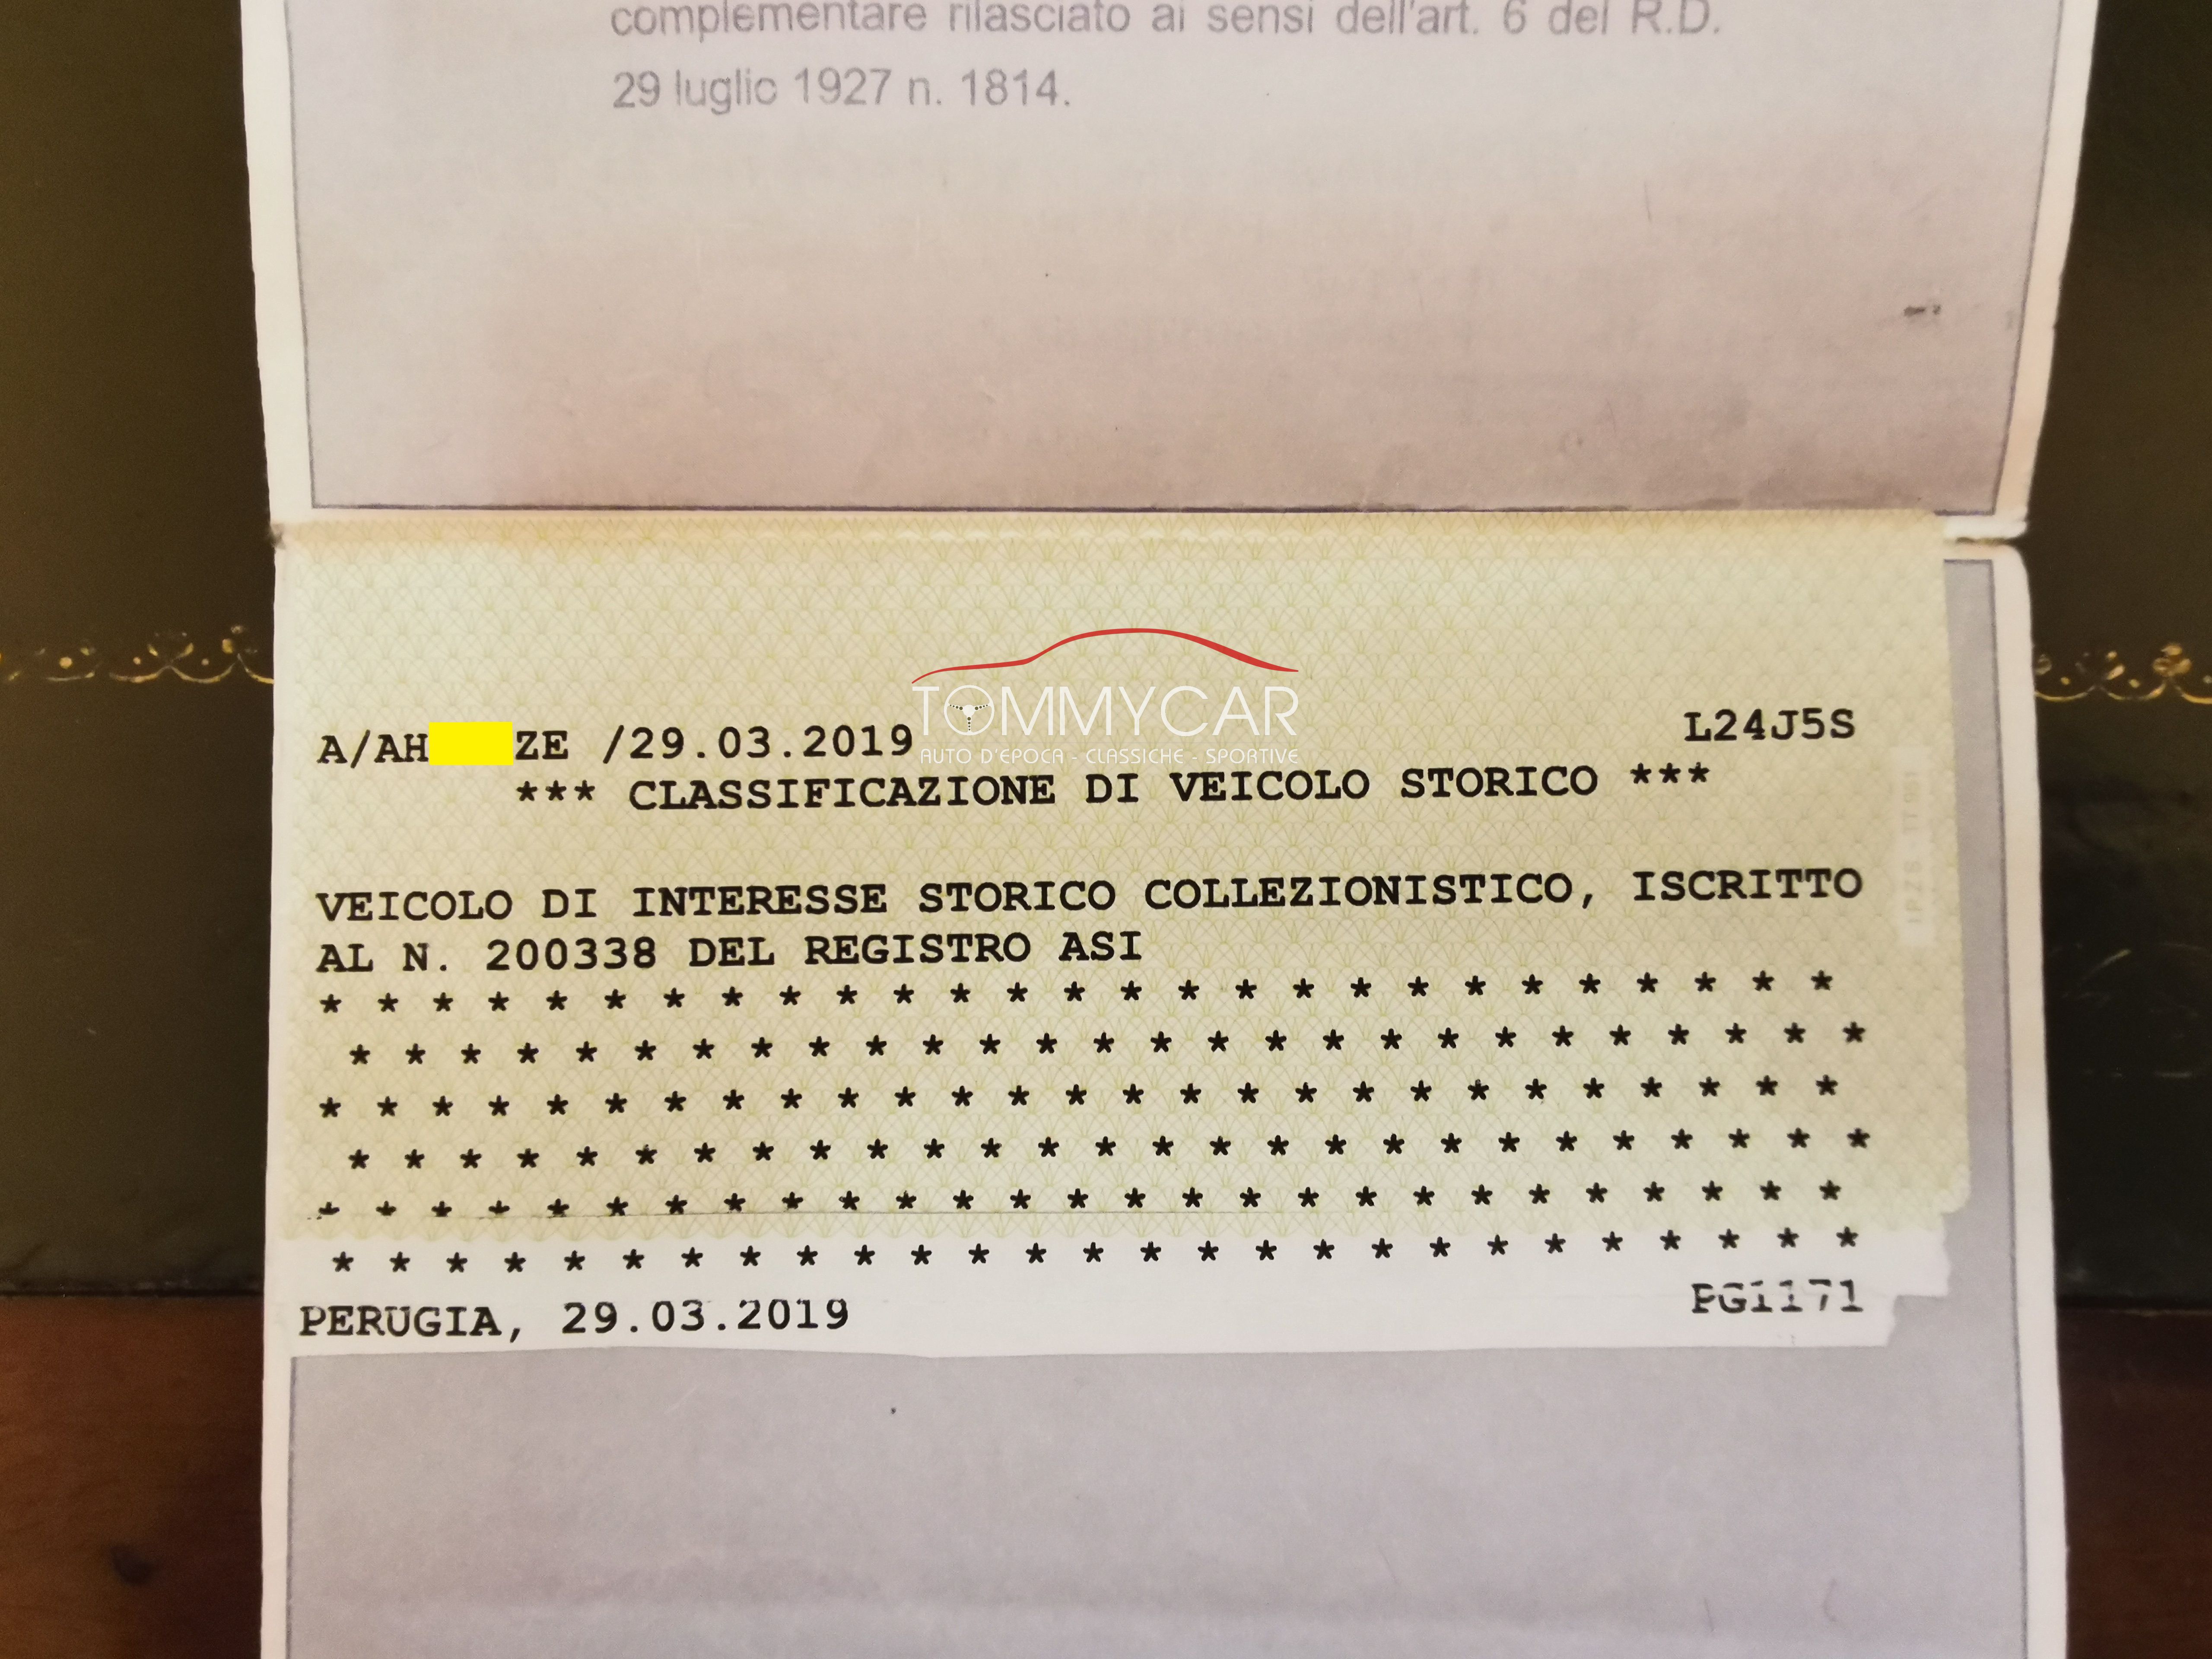 complementare rilasciato ai sensi dell'art. 6 del R.D.
29 luglio 1927 n. 1814.
TOMMYCAR
AUTO D'EPOCA - CLASSICHE - SPORTIVE
A/AH ZE /29.03.2019 L24J5S
*** CLASSIFICAZIONE DI VEICOLO STORICO ***
VEICOLO DI INTERESSE STORICO COLLEZIONISTICO, ISCRITTO
AL N. 200338 DEL REGISTRO ASI
* * * * * * * * * * * * * * * * * * * * * * * * * * *
* * * * * * * * * * * * * * * * * * * * * * * * * * *
* * * * * * * * * * * * * * * * * * * * * * * * * * *
* * * * * * * * * * * * * * * * * * * * * * * * * * *
* * * * * * * * * * * * * * * * * * * * * * * * * * *
* * * * * * * * * * * * * * * * * * * * * * * * * * *
PERUGIA, 29.03.2019 PG1171